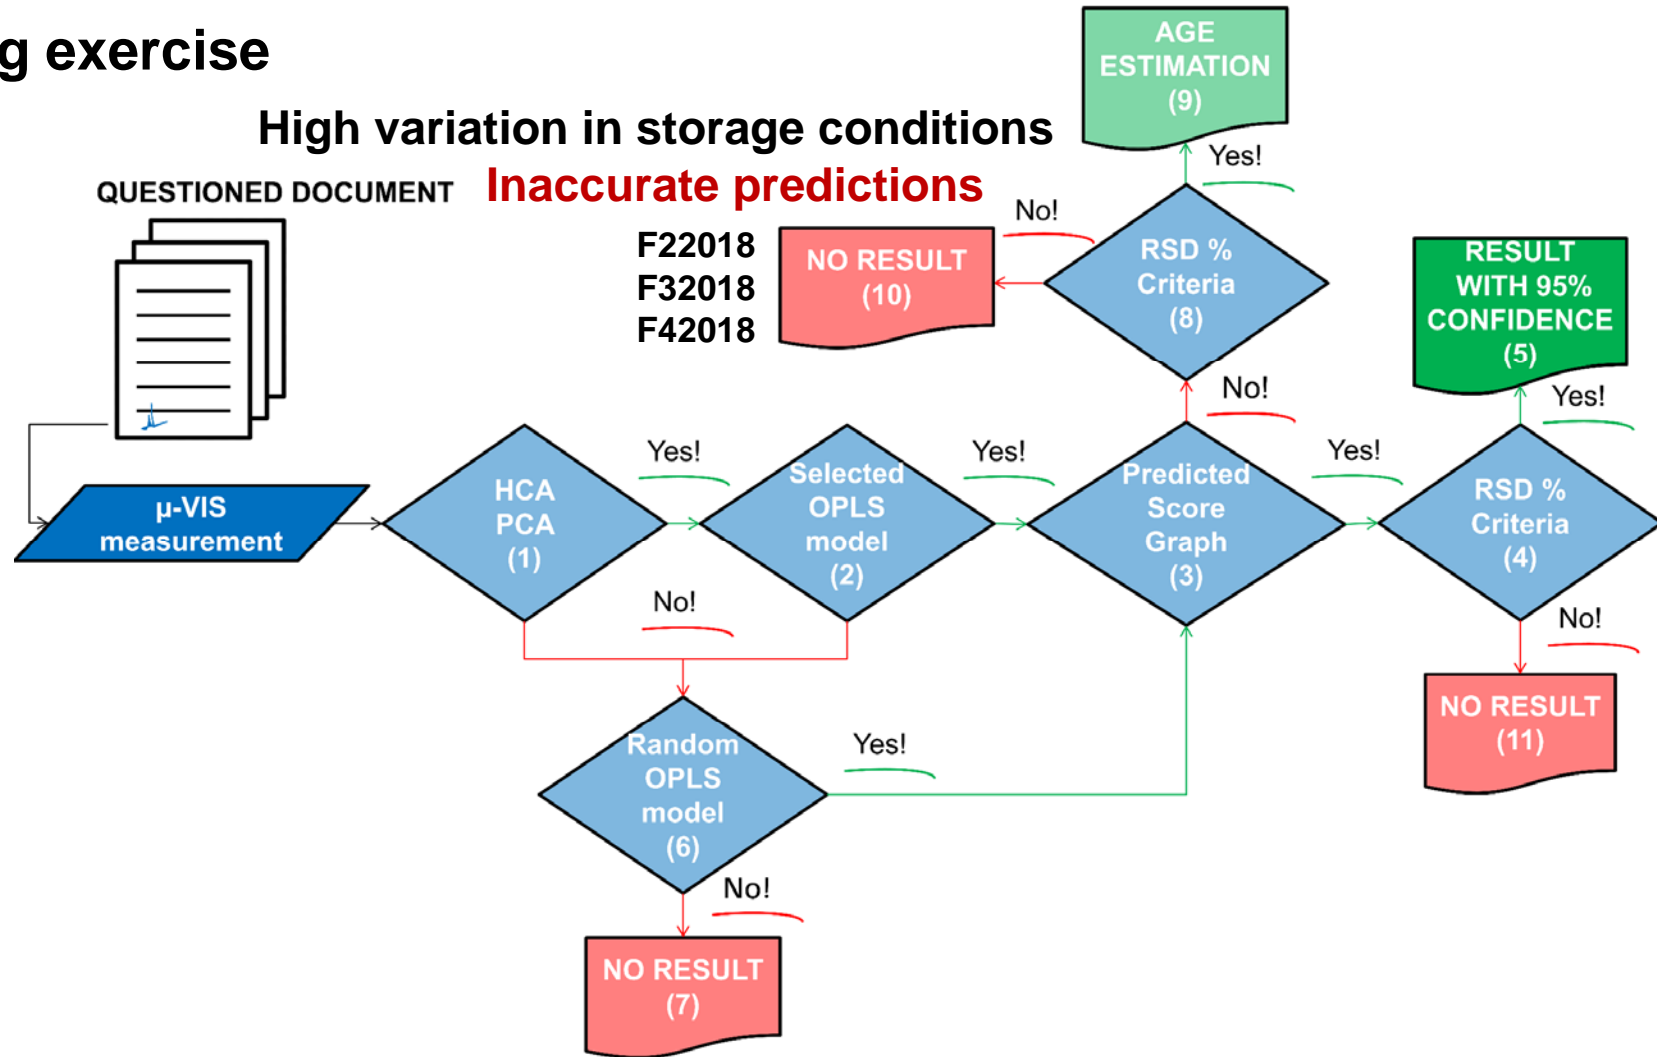 g exercise
High variation in storage conditions
Inaccurate predictions
QUESTIONED DOCUMENT
F22018
F32018
F42018
AGE
ESTIMATION
(9)
Yes!
No!
NO RESULT
(10)
RSD %
Criteria
(8)
RESULT
WITH 95%
CONFIDENCE
(5)
No!
Yes!
µ-VIS
measurement
HCA
PCA
(1)
Yes!
Selected
OPLS
model
(2)
Yes!
Predicted
Score
Graph
(3)
Yes!
RSD %
Criteria
(4)
No!
No!
NO RESULT
(11)
Random
OPLS
model
(6)
Yes!
No!
NO RESULT
(7)